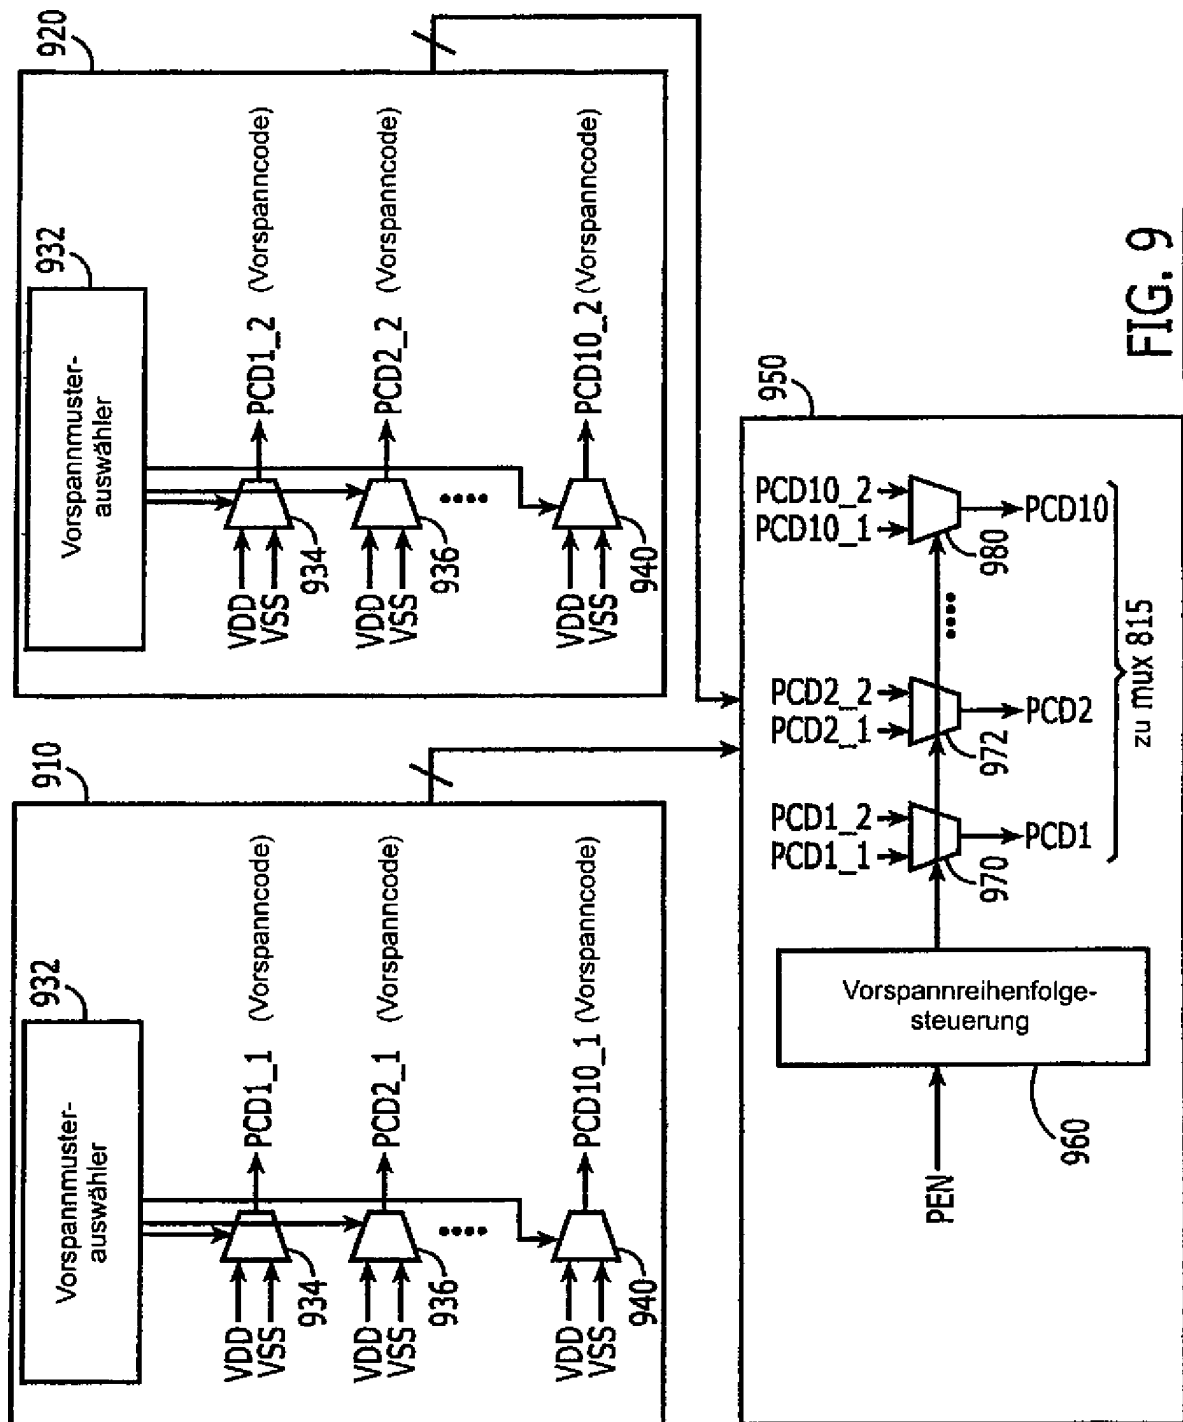 910
932
Vorspannmuster-
auswähler
VDD
VSS
934
PCD1_1 (Vorspanncode)
VDD
VSS
936
PCD2_1 (Vorspanncode)
VDD
VSS
940
PCD10_1 (Vorspanncode)
920
932
Vorspannmuster-
auswähler
VDD
VSS
934
PCD1_2 (Vorspanncode)
VDD
VSS
936
PCD2_2 (Vorspanncode)
VDD
VSS
940
PCD10_2 (Vorspanncode)
950
PEN
Vorspannreihenfolge-
steuerung
960
PCD1_1
PCD1_2
970
PCD1
PCD2_1
PCD2_2
972
PCD2
PCD10_1
PCD10_2
980
PCD10
zu mux 815
FIG. 9